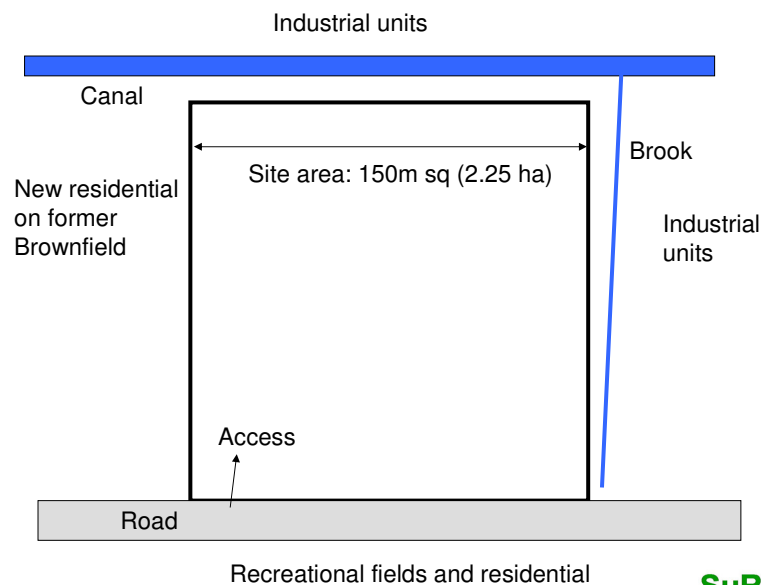 Industrial units
Canal
Site area: 150m sq (2.25 ha)
Brook
New residential
on former
Brownfield
Industrial
units
Access
Road
Recreational fields and residential